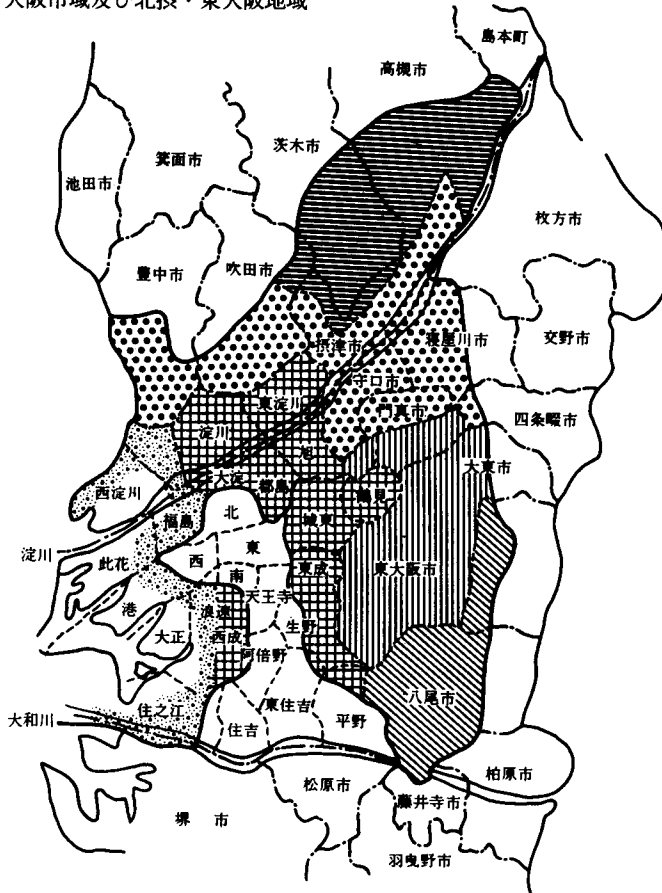 大阪市域及び北摂・東大阪地域
島本町
高槻市
茨木市
箕面市
池田市
枚方市
豊中市
吹田市
摂津市
寝屋川市
交野市
守口市
東淀川
門真市
四条畷市
淀川
旭
大東市
西淀川
大淀
都島
鶴見
福島
北
城東
淀川
此花
西
東
東成
東大阪市
南
港
浪速
天王寺
大正
西成
生野
阿倍野
八尾市
住之江
東住吉
大和川
住吉
平野
柏原市
松原市
藤井寺市
堺市
羽曳野市